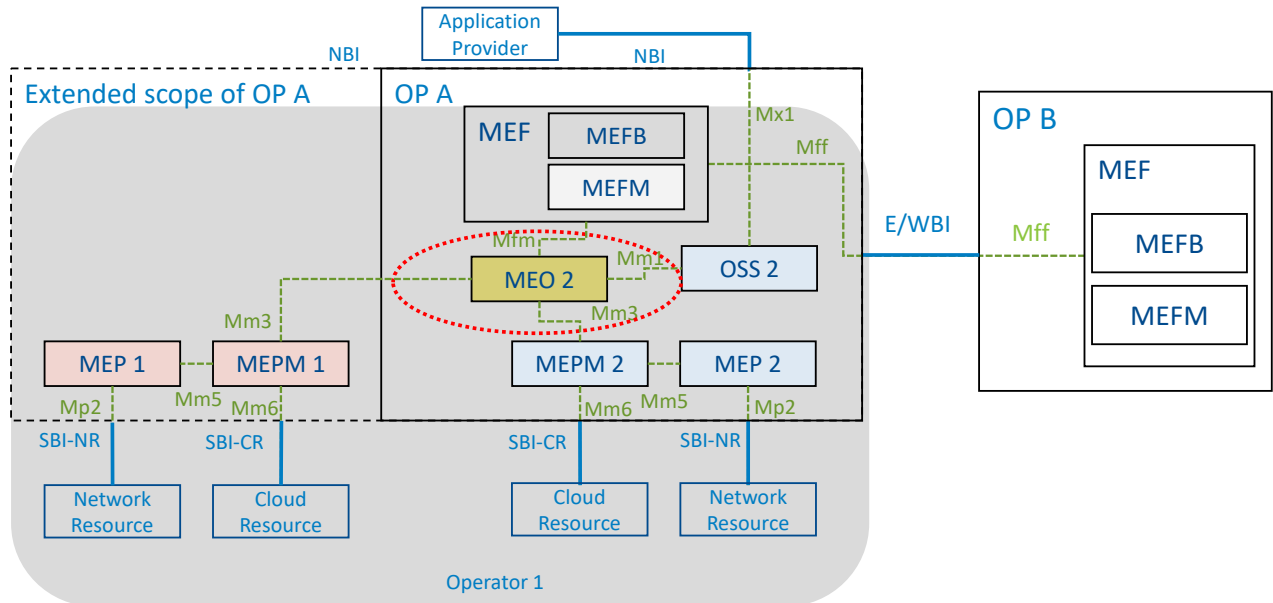 Application
Provider
NBI
NBI
Extended scope of OP A
OP A
OP B
Mx1
MEF
MEFB
MEFM
Mff
MEF
MEFB
MEFM
E/WBI
Mff
Mfm
Mm1
MEO 2
OSS 2
Mm3
Mm3
MEP 1
MEPM 1
MEPM 2
MEP 2
Mp2
Mm5
Mm6
Mm6
Mm5
Mp2
SBI-NR
SBI-CR
SBI-CR
SBI-NR
Network
Resource
Cloud
Resource
Cloud
Resource
Network
Resource
Operator 1